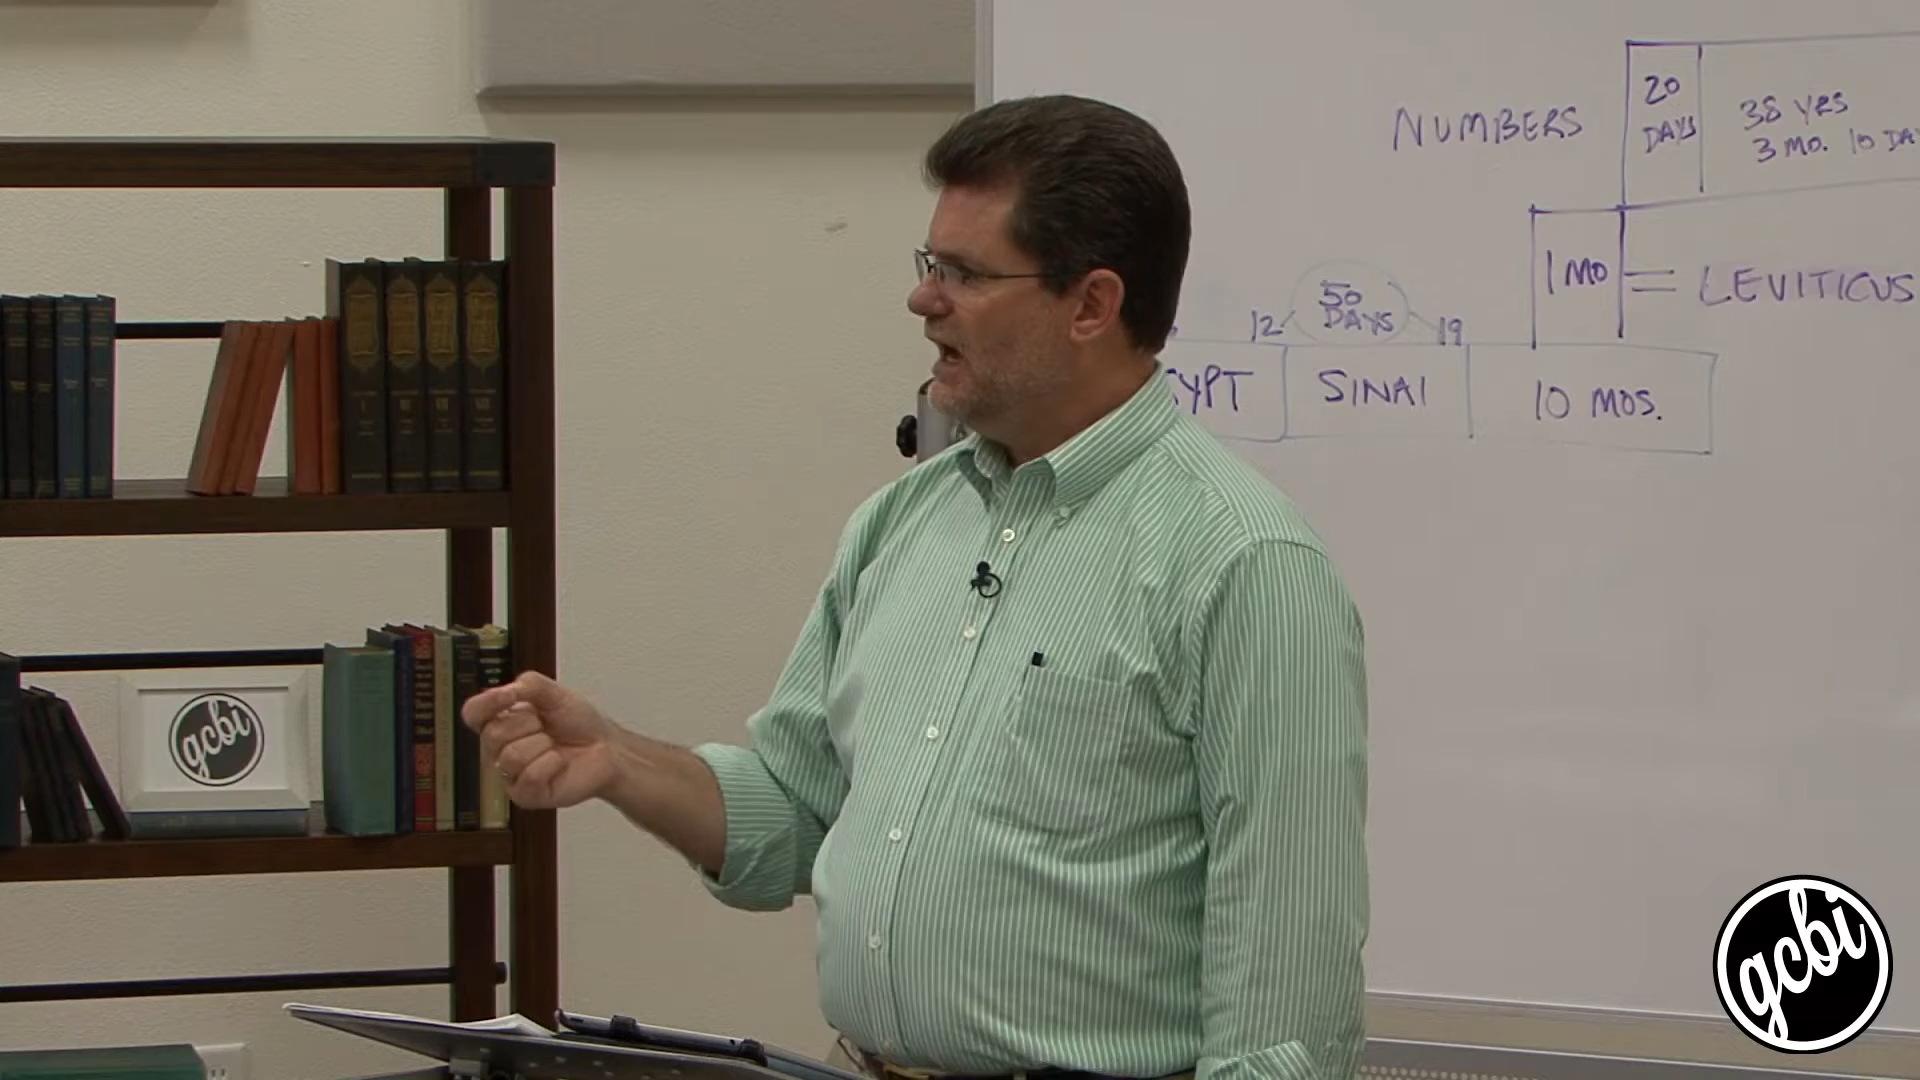 20
DAYS
NUMBERS
38 YRS
3 MO. 10 DA
1 MO = LEVITICUS
12
50
DAYS
19
YPT
SINAI
10 MOS.
gcbi
gcbi